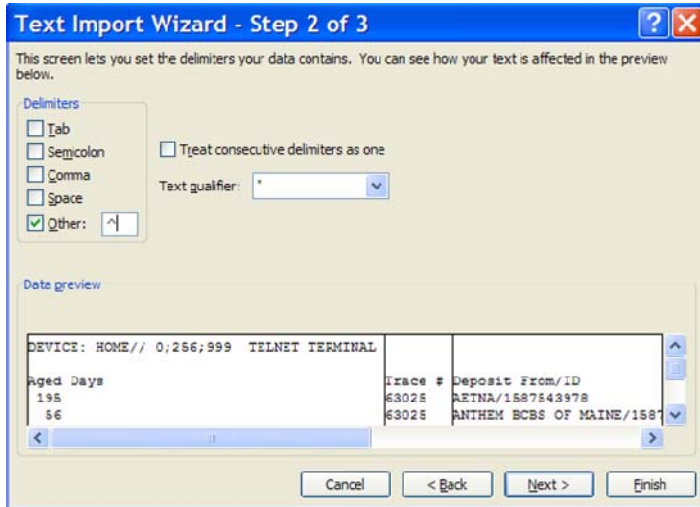 Text Import Wizard - Step 2 of 3
This screen lets you set the delimiters your data contains. You can see how your text is affected in the preview
below.
Delimiters
Tab
Semicolon
Comma
Space
Other: ^
Treat consecutive delimiters as one
Text qualifier: "
Data preview
DEVICE: HOME// 0;256;999 TELNET TERMINAL
Aged Days Trace # Deposit From/ID
195 63025 AETNA/1587543978
56 63025 ANTHEM BCBS OF MAINE/1587
Cancel
< Back
Next >
Finish